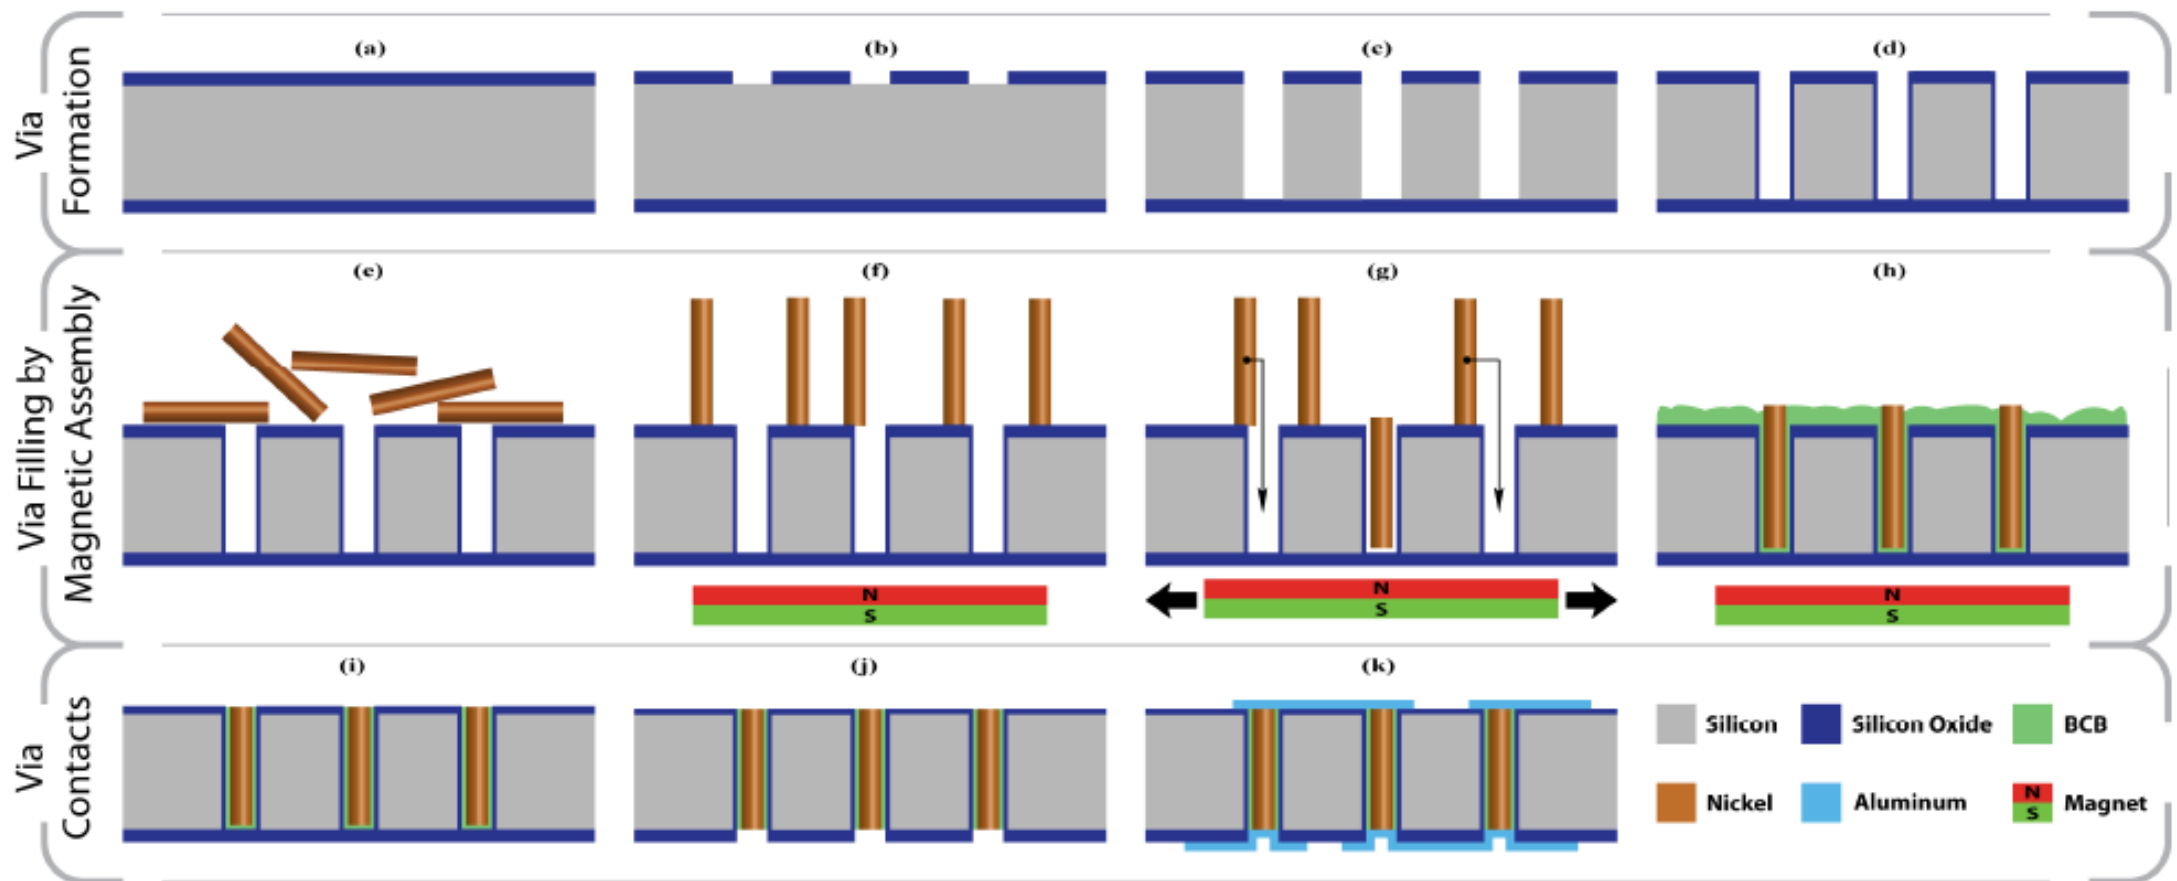 Via
Formation
(a)
(b)
(c)
(d)
Via Filling by
Magnetic Assembly
(e)
(f)
(g)
(h)
N
S
N
S
N
S
Via
Contacts
(i)
(j)
(k)
Silicon
Silicon Oxide
BCB
Nickel
Aluminum
N
S
Magnet